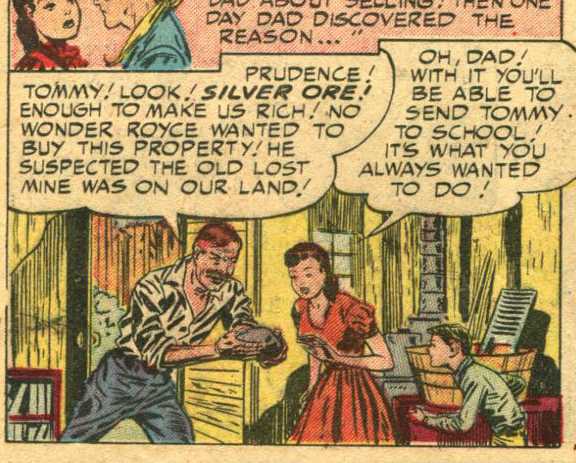 DAD ABOUT SELLING! THEN ONE
DAY DAD DISCOVERED THE
REASON..."
PRUDENCE!
TOMMY! LOOK! SILVER ORE!
ENOUGH TO MAKE US RICH! NO
WONDER ROYCE WANTED TO
BUY THIS PROPERTY! HE
SUSPECTED THE OLD LOST
MINE WAS ON OUR LAND!
OH, DAD!
WITH IT YOU'LL
BE ABLE TO
SEND TOMMY
TO SCHOOL!
IT'S WHAT YOU
ALWAYS WANTED
TO DO!